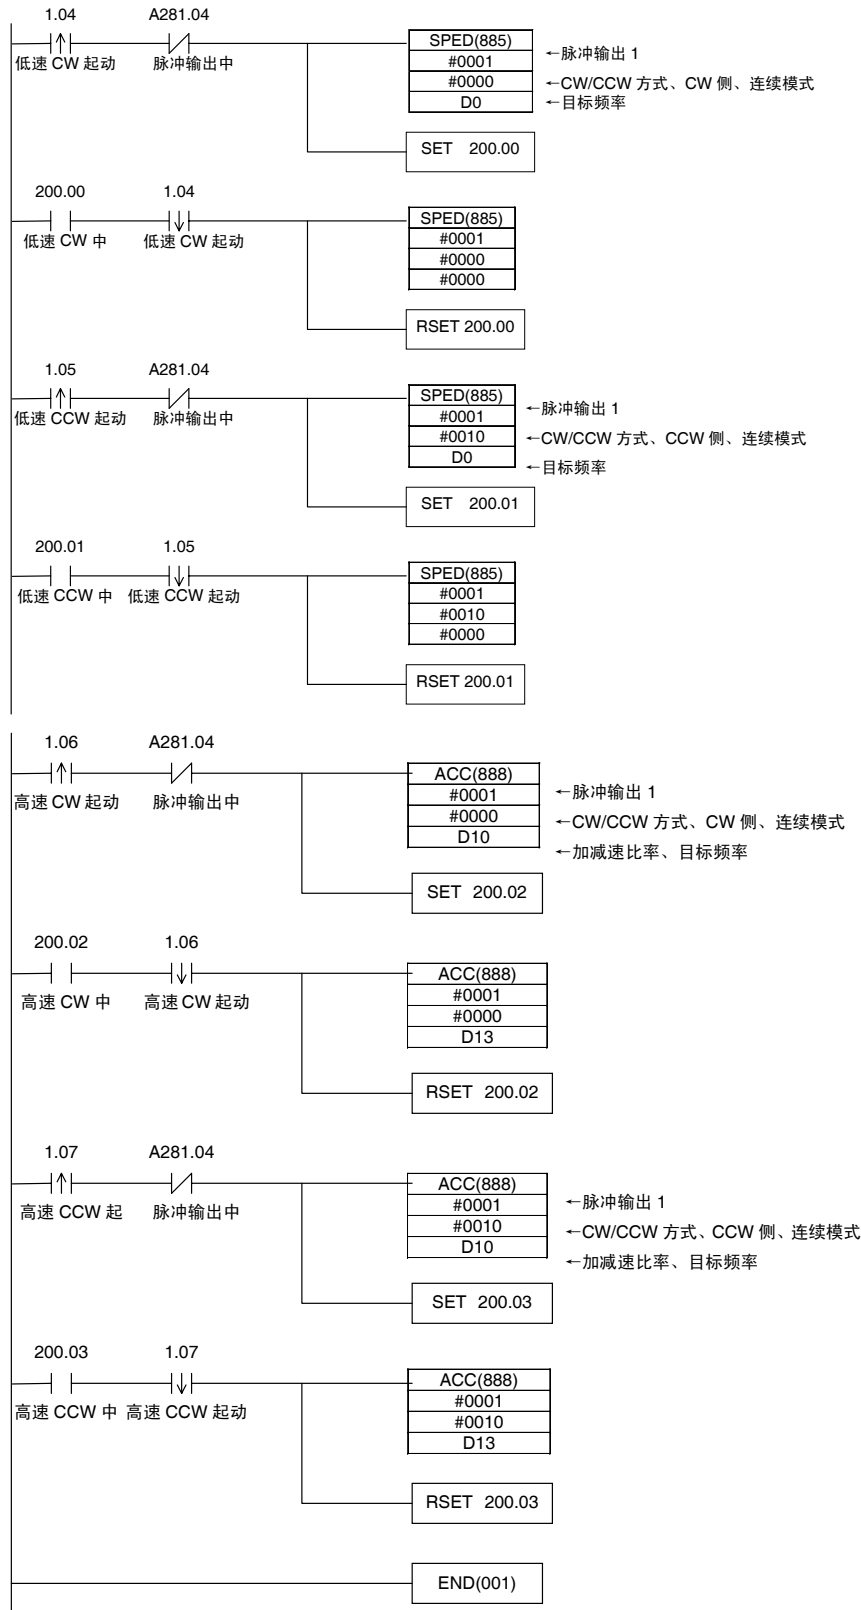 1.04 A281.04
低速 CW 起动 脉冲输出中
SPED(885)
#0001
#0000
D0
←脉冲输出 1
←CW/CCW 方式、CW 侧、连续模式
←目标频率
SET 200.00
200.00 1.04
低速 CW 中 低速 CW 起动
SPED(885)
#0001
#0000
#0000
RSET 200.00
1.05 A281.04
低速 CCW 起动 脉冲输出中
SPED(885)
#0001
#0010
D0
←脉冲输出 1
←CW/CCW 方式、CCW 侧、连续模式
←目标频率
SET 200.01
200.01 1.05
低速 CCW 中 低速 CCW 起动
SPED(885)
#0001
#0010
#0000
RSET 200.01
1.06 A281.04
高速 CW 起动 脉冲输出中
ACC(888)
#0001
#0000
D10
←脉冲输出 1
←CW/CCW 方式、CW 侧、连续模式
←加减速比率、目标频率
SET 200.02
200.02 1.06
高速 CW 中 高速 CW 起动
ACC(888)
#0001
#0000
D13
RSET 200.02
1.07 A281.04
高速 CCW 起 脉冲输出中
ACC(888)
#0001
#0010
D10
←脉冲输出 1
←CW/CCW 方式、CCW 侧、连续模式
←加减速比率、目标频率
SET 200.03
200.03 1.07
高速 CCW 中 高速 CCW 起动
ACC(888)
#0001
#0010
D13
RSET 200.03
END(001)